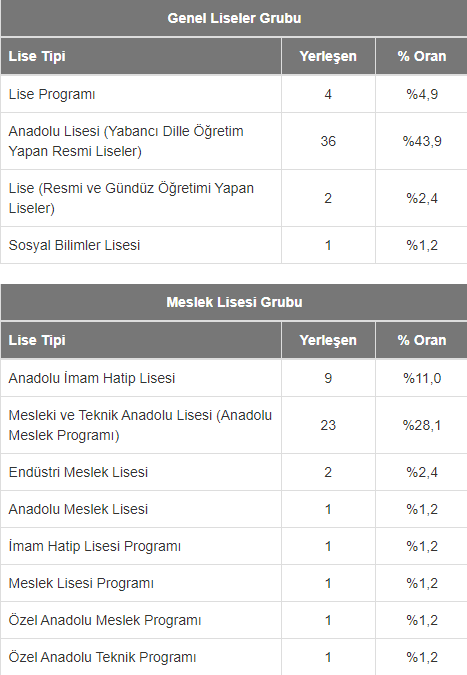 Genel Liseler Grubu
Lise Tipi Yerleşen % Oran
Lise Programı 4 %4,9
Anadolu Lisesi (Yabancı Dille Öğretim
Yapan Resmi Liseler) 36 %43,9
Lise (Resmi ve Gündüz Öğretimi Yapan
Liseler) 2 %2,4
Sosyal Bilimler Lisesi 1 %1,2
Meslek Lisesi Grubu
Lise Tipi Yerleşen % Oran
Anadolu İmam Hatip Lisesi 9 %11,0
Mesleki ve Teknik Anadolu Lisesi (Anadolu
Meslek Programı) 23 %28,1
Endüstri Meslek Lisesi 2 %2,4
Anadolu Meslek Lisesi 1 %1,2
İmam Hatip Lisesi Programı 1 %1,2
Meslek Lisesi Programı 1 %1,2
Özel Anadolu Meslek Programı 1 %1,2
Özel Anadolu Teknik Programı 1 %1,2